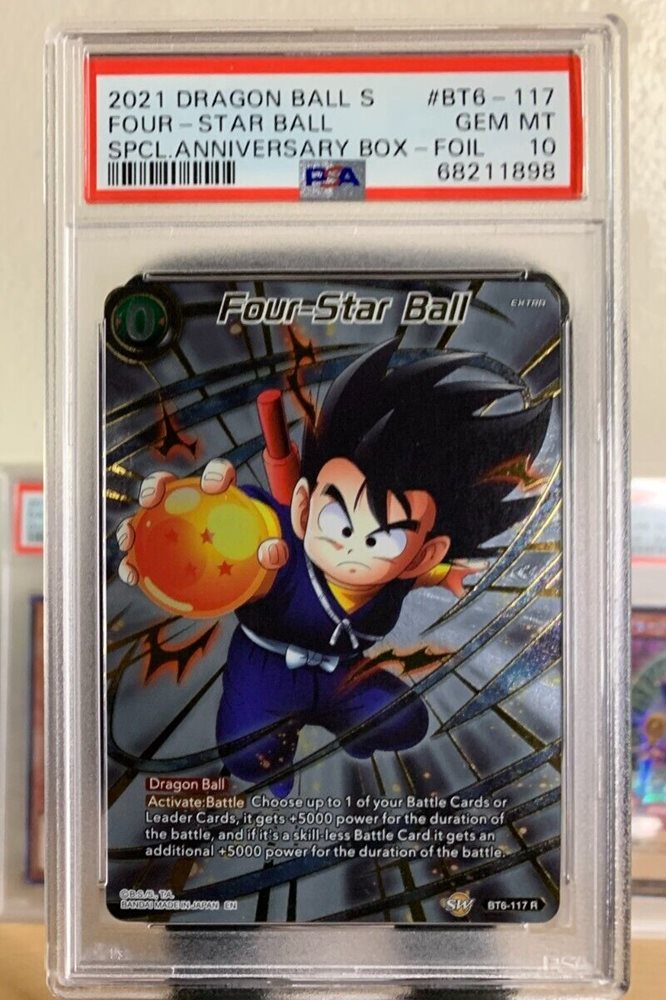 2021 DRAGON BALL S #BT6-117
FOUR-STAR BALL GEM MT
SPCL.ANNIVERSARY BOX-FOIL 10
PSA 68211898
0 Four-Star Ball EXTRA
Dragon Ball
Activate:Battle Choose up to 1 of your Battle Cards or
Leader Cards, it gets +5000 power for the duration of
the battle, and if it's a skill-less Battle Card it gets an
additional +5000 power for the duration of the battle.
©B.S./S., T.A.
BANDAI MADE IN JAPAN EN
SW BT6-117 R
PSA